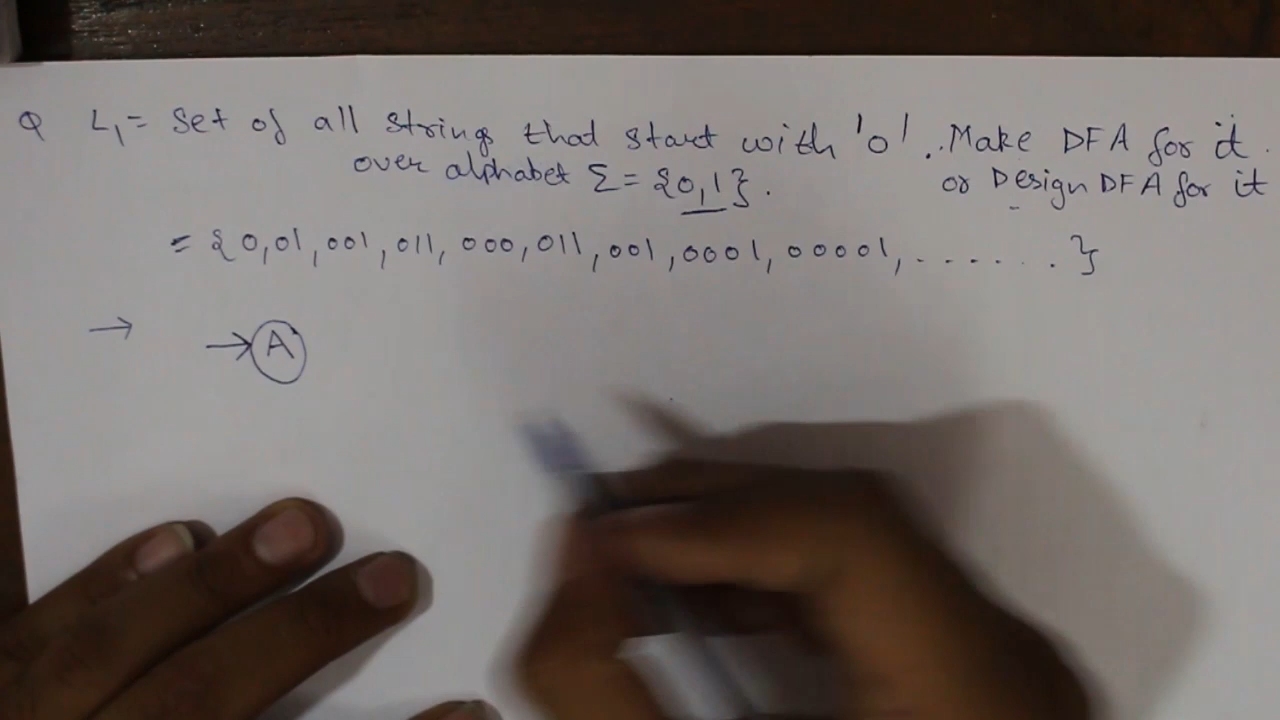 Q L1 = Set of all strings that start with '0'. Make DFA for it.
over alphabet Σ = {0,1}. or Design DFA for it
= {0,01,001,011,000,011,001,0001,00001,.......}
→ →A